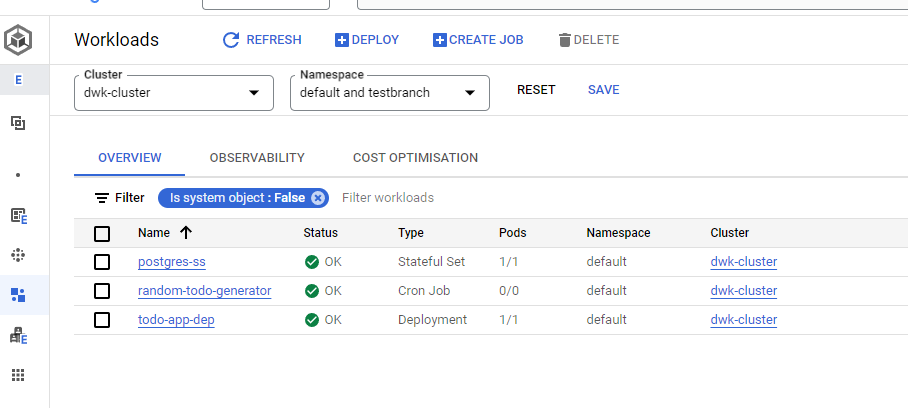 Workloads REFRESH DEPLOY CREATE JOB DELETE
E
Cluster Namespace
dwk-cluster default and testbranch RESET SAVE
OVERVIEW OBSERVABILITY COST OPTIMISATION
Filter Is system object : False Filter workloads
E
Name Status Type Pods Namespace Cluster
postgres-ss OK Stateful Set 1/1 default dwk-cluster
random-todo-generator OK Cron Job 0/0 default dwk-cluster
todo-app-dep OK Deployment 1/1 default dwk-cluster
E